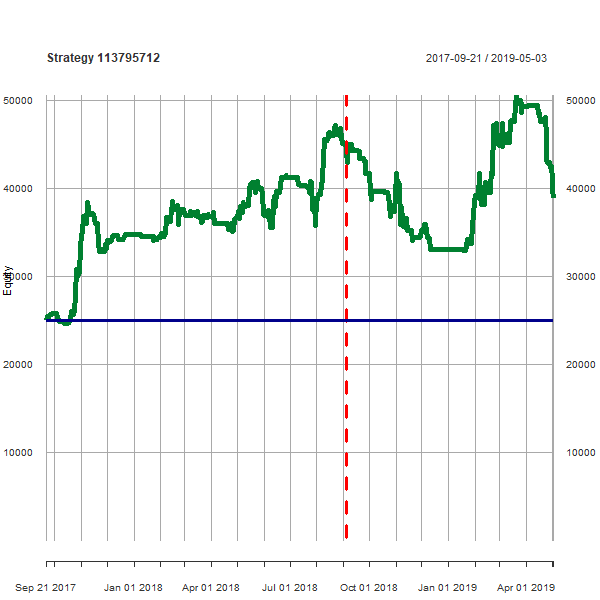 Strategy 113795712
2017-09-21 / 2019-05-03
50000 50000
40000 40000
30000 30000
Equity
20000 20000
10000 10000
Sep 21 2017 Jan 01 2018 Apr 01 2018 Jul 01 2018 Oct 01 2018 Jan 01 2019 Apr 01 2019